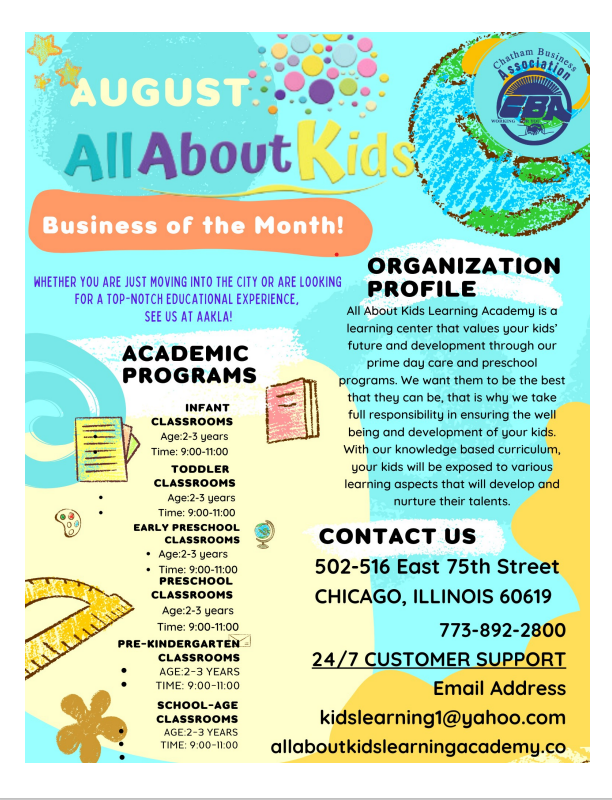 AUGUST
All About Kids
Chatham Business
Association
CBA
Business of the Month!
WHETHER YOU ARE JUST MOVING INTO THE CITY OR ARE LOOKING
FOR A TOP-NOTCH EDUCATIONAL EXPERIENCE,
SEE US AT AAKLA!
ACADEMIC
PROGRAMS
INFANT
CLASSROOMS
Age:2-3 years
Time: 9:00-11:00
TODDLER
CLASSROOMS
Age:2-3 years
Time: 9:00-11:00
EARLY PRESCHOOL
CLASSROOMS
• Age:2-3 years
• Time: 9:00-11:00
PRESCHOOL
CLASSROOMS
Age:2-3 years
Time: 9:00-11:00
PRE-KINDERGARTEN
CLASSROOMS
AGE:2-3 YEARS
TIME: 9:00-11:00
SCHOOL-AGE
CLASSROOMS
AGE:2-3 YEARS
TIME: 9:00-11:00
ORGANIZATION
PROFILE
All About Kids Learning Academy is a
learning center that values your kids'
future and development through our
prime day care and preschool
programs. We want them to be the best
that they can be, that is why we take
full responsibility in ensuring the well
being and development of your kids.
With our knowledge based curriculum,
your kids will be exposed to various
learning aspects that will develop and
nurture their talents.
CONTACT US
502-516 East 75th Street
CHICAGO, ILLINOIS 60619
773-892-2800
24/7 CUSTOMER SUPPORT
Email Address
kidslearning1@yahoo.com
allaboutkidslearningacademy.co